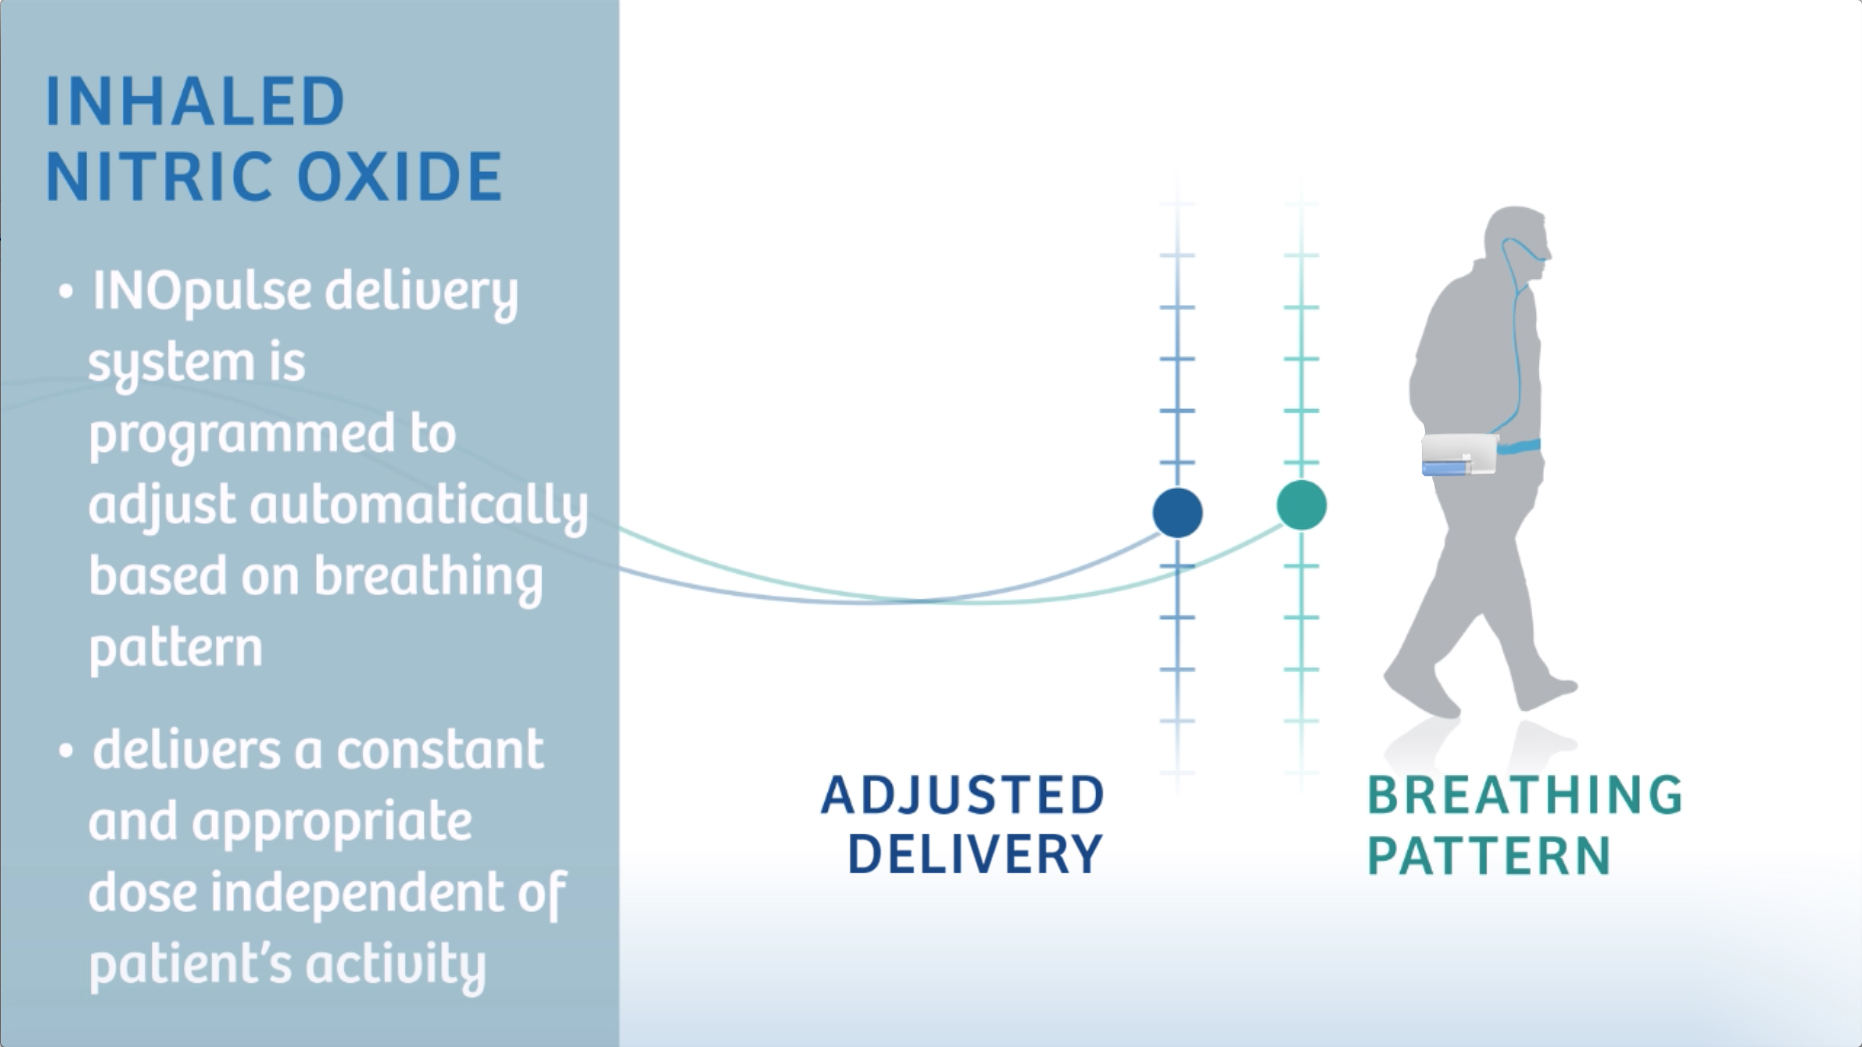 INHALED
NITRIC OXIDE
• INOpulse delivery
system is
programmed to
adjust automatically
based on breathing
pattern
• delivers a constant
and appropriate
dose independent of
patient's activity
ADJUSTED
DELIVERY
BREATHING
PATTERN